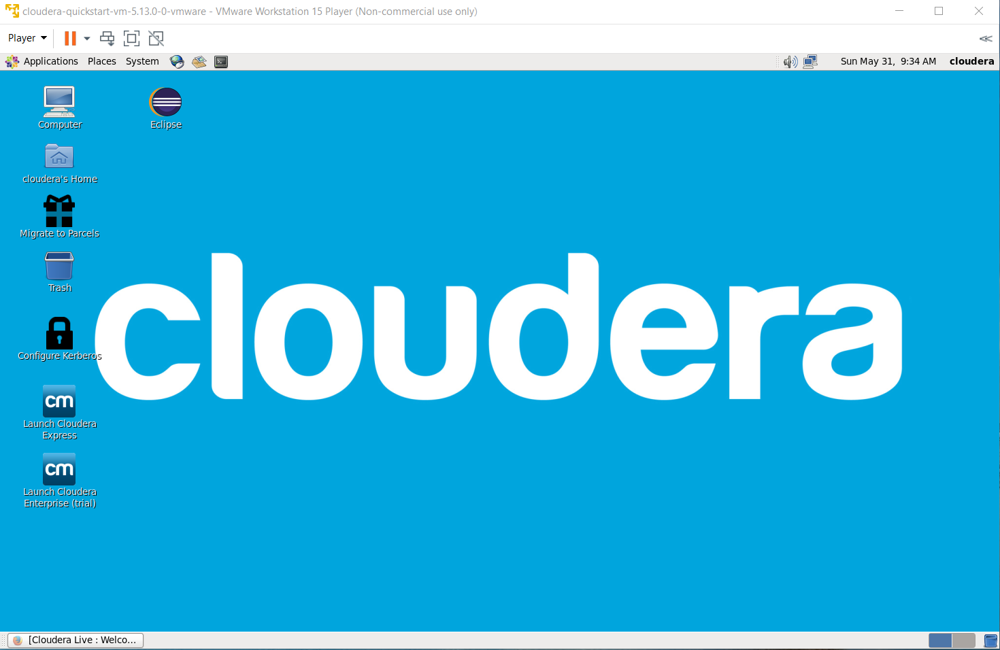 cloudera-quickstart-vm-5.13.0-0-vmware - VMware Workstation 15 Player (Non-commercial use only)
Player
Applications Places System Sun May 31, 9:34 AM cloudera
Computer Eclipse
cloudera's Home
Migrate to Parcels
Trash
cloudera
Configure Kerberos
cm
Launch Cloudera
Express
cm
Launch Cloudera
Enterprise (trial)
[Cloudera Live : Welco...